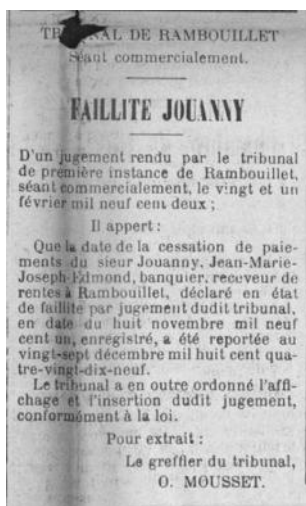 TRIBUNAL DE RAMBOUILLET
Séant commercialement.
FAILLITE JOUANNY
D'un jugement rendu par le tribunal
de première instance de Rambouillet,
séant commercialement, le vingt et un
février mil neuf cent deux ;
Il appert :
Que la date de la cessation de paie-
ments du sieur Jouanny, Jean-Marie-
Joseph-Edmond, banquier, receveur de
rentes à Rambouillet, déclaré en état
de faillite par jugement dudit tribunal,
en date du huit novembre mil neuf
cent un, enregistré, a été reportée au
vingt-sept décembre mil huit cent qua-
tre-vingt-dix-neuf.
Le tribunal a en outre ordonné l'affi-
chage et l'insertion dudit jugement,
conformément à la loi.
Pour extrait :
Le greffier du tribunal,
O. MOUSSET.